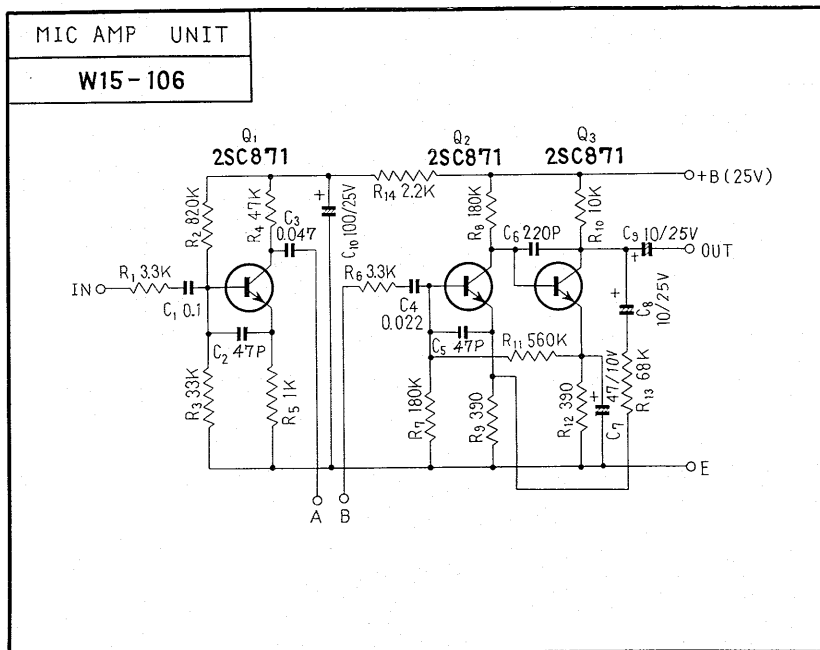 MIC AMP UNIT
W15-106
Q1
2SC871
Q2
2SC871
Q3
2SC871
+B (25V)
R14 2.2K
R2 820K
R4 47K
C3
0.047
C10 100/25V
R8 180K
C6 220P
R10 10K
C9 10/25V
OUT
IN
R1 3.3K
C1 0.1
R6 3.3K
C4
0.022
C8
10/25V
C2 47P
C5 47P
R11 560K
R3 33K
R5 1K
R7 180K
R9 390
R12 390
47/10V
C7
R13 68K
E
A
B